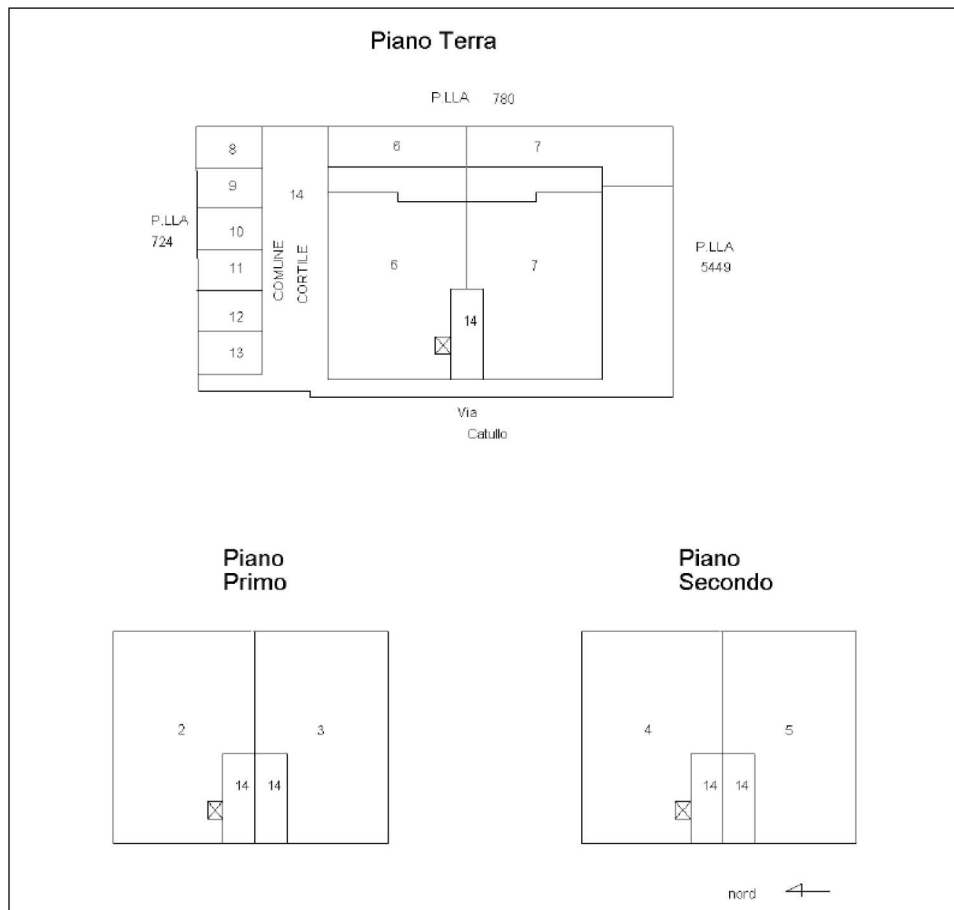 Piano Terra
P.LLA 780
8
6
7
9
14
P.LLA
724
10
COMUNE
CORTILE
6
7
P.LLA
5449
11
12
14
13
Via
Catullo
Piano
Primo
Piano
Secondo
2
3
4
5
14
14
14
14
nord